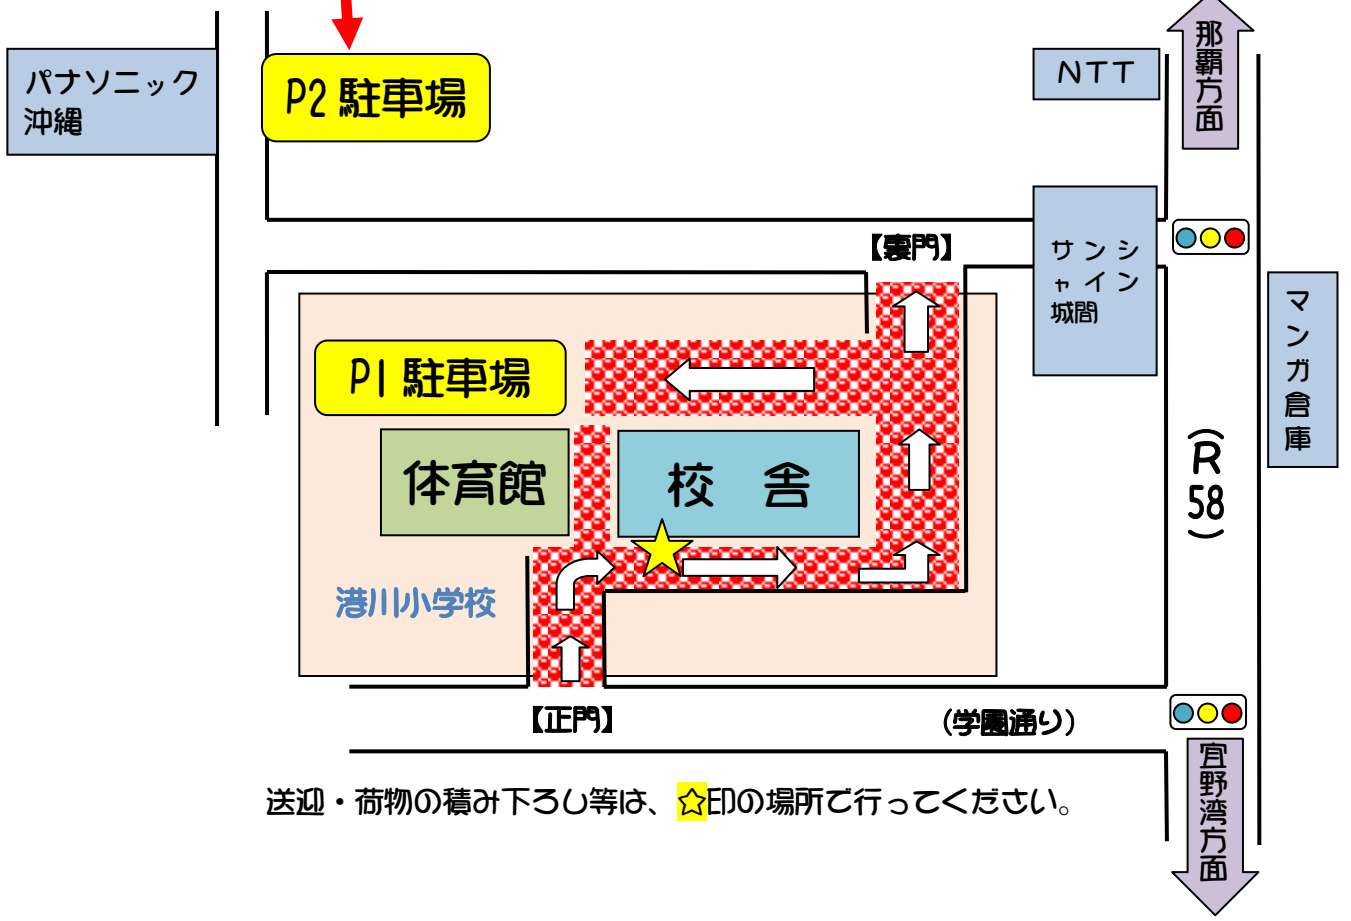 パナソニック
沖縄
P2 駐車場
NTT
那覇方面
【裏門】
サンシ
ャイン
城間
マンガ倉庫
P1 駐車場
体育館
校 舎
(R58)
港川小学校
【正門】
(学園通り)
宜野湾方面
送迎・荷物の積み下ろし等は、☆印の場所で行ってください。